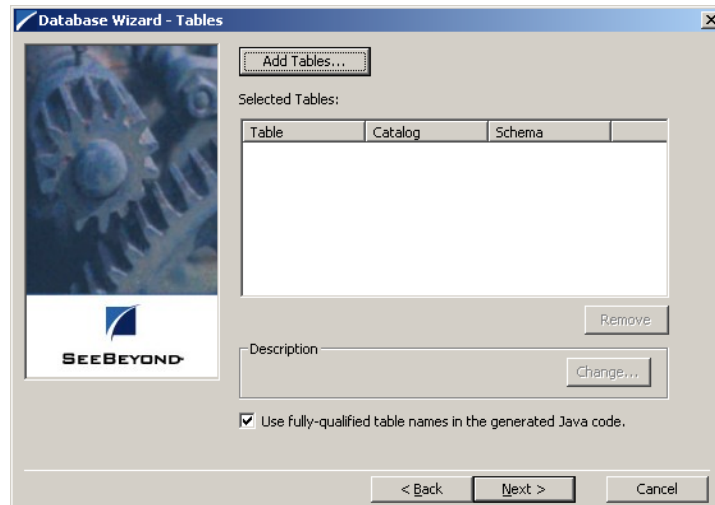 Database Wizard - Tables
Add Tables...
Selected Tables:
Table Catalog Schema
Remove
SEEBEYOND
Description
Change...
Use fully-qualified table names in the generated Java code.
< Back Next > Cancel